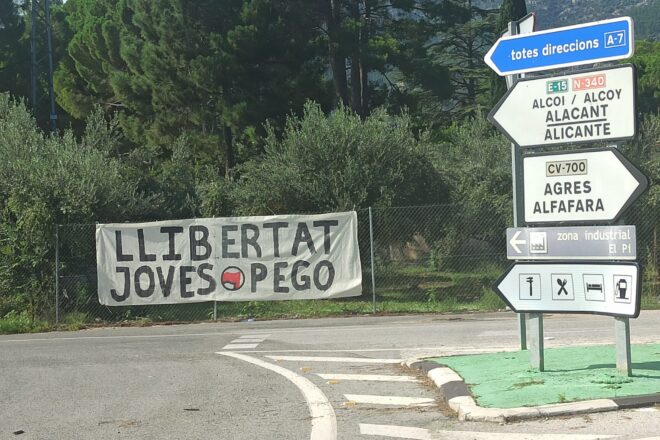 LLIBERTAT
JOVES PEGO
totes direccions A-7
E-15 N-340
ALCOI / ALCOY
ALACANT
ALICANTE
CV-700
AGRES
ALFAFARA
zona industrial
EL PI